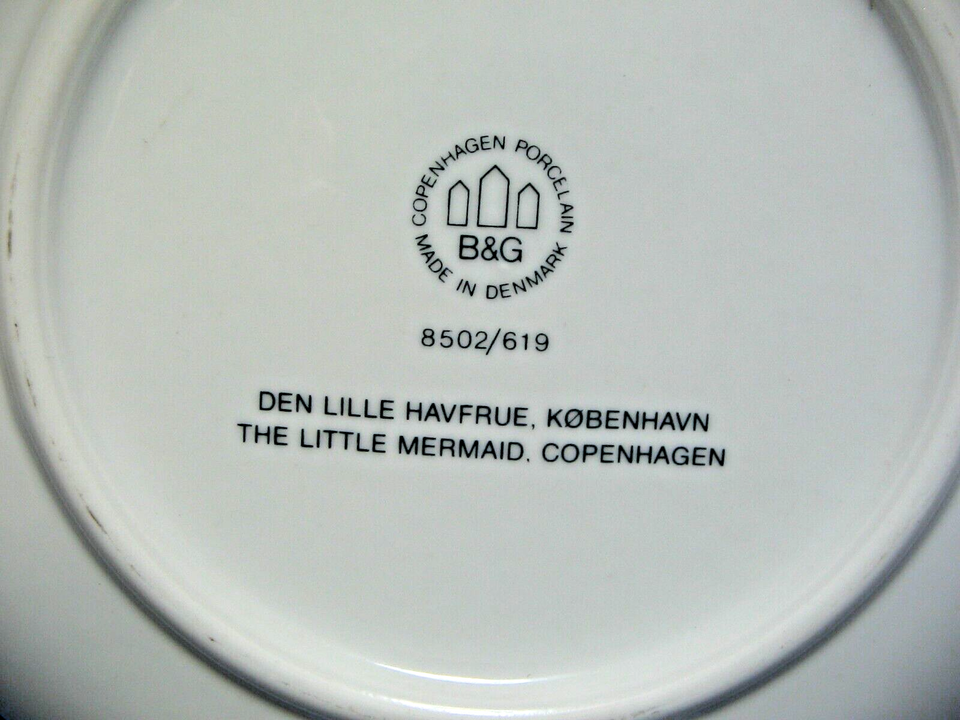 COPENHAGEN PORCELAIN
B&G
MADE IN DENMARK
8502/619
DEN LILLE HAVFRUE, KØBENHAVN
THE LITTLE MERMAID. COPENHAGEN